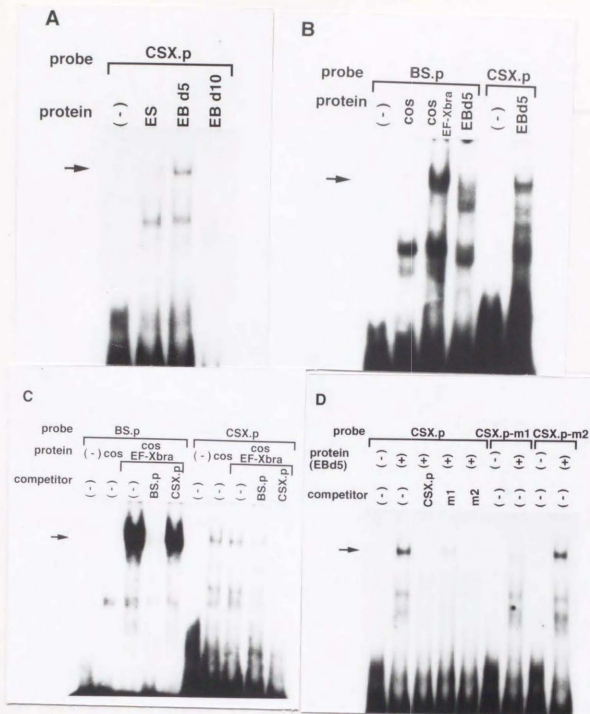 A
CSX.p
probe
protein
(-)
ES
EB d5
EB d10
B
probe
BS.p
CSX.p
protein
(-)
cos
cos
EF-Xbra
EBd5
(-)
EBd5
C
probe
BS.p
CSX.p
protein
(-)
cos
cos
EF-Xbra
(-)
cos
cos
EF-Xbra
competitor
(-)
(-)
(-)
BS.p
CSX.p
(-)
(-)
(-)
BS.p
CSX.p
D
probe
CSX.p
CSX.p-m1
CSX.p-m2
protein
(EBd5)
(-)
(+)
(+)
(+)
(+)
(-)
(+)
(-)
(+)
competitor
(-)
(-)
CSX.p
m1
m2
(-)
(-)
(-)
(-)